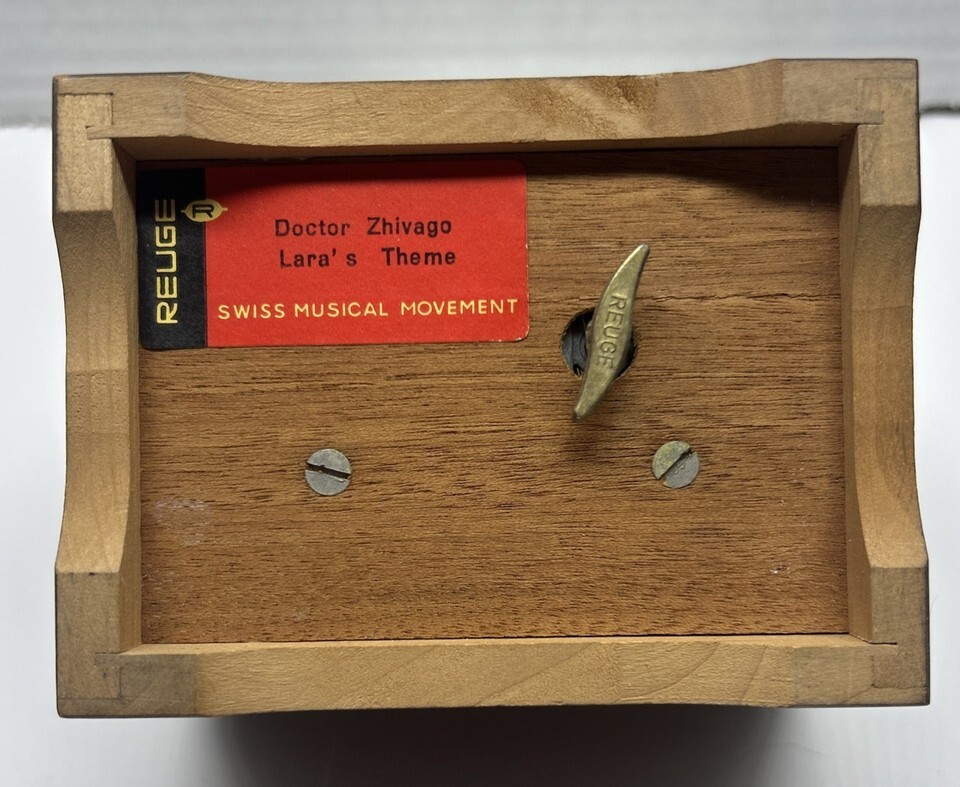 REUGE
R
Doctor Zhivago
Lara's Theme
SWISS MUSICAL MOVEMENT
REUGE